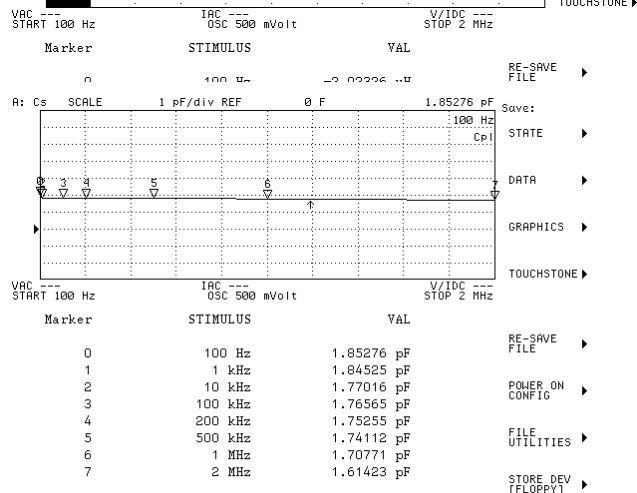 TOUCHSTONE
VAC --- IAC --- V/IDC ---
START 100 Hz OSC 500 mVolt STOP 2 MHz
Marker STIMULUS VAL
RE-SAVE
FILE
A: Cs SCALE 1 pF/div REF 0 F 1.85276 pF
Save:
100 Hz
Cpl
STATE
0 3 4 5 6 7
DATA
GRAPHICS
TOUCHSTONE
VAC --- IAC --- V/IDC ---
START 100 Hz OSC 500 mVolt STOP 2 MHz
Marker STIMULUS VAL
RE-SAVE
FILE
0 100 Hz 1.85276 pF
1 1 kHz 1.84525 pF
2 10 kHz 1.77016 pF
POWER ON
CONFIG
3 100 kHz 1.76565 pF
4 200 kHz 1.75255 pF
5 500 kHz 1.74112 pF
FILE
UTILITIES
6 1 MHz 1.70771 pF
7 2 MHz 1.61423 pF
STORE DEV
[FLOPPY]